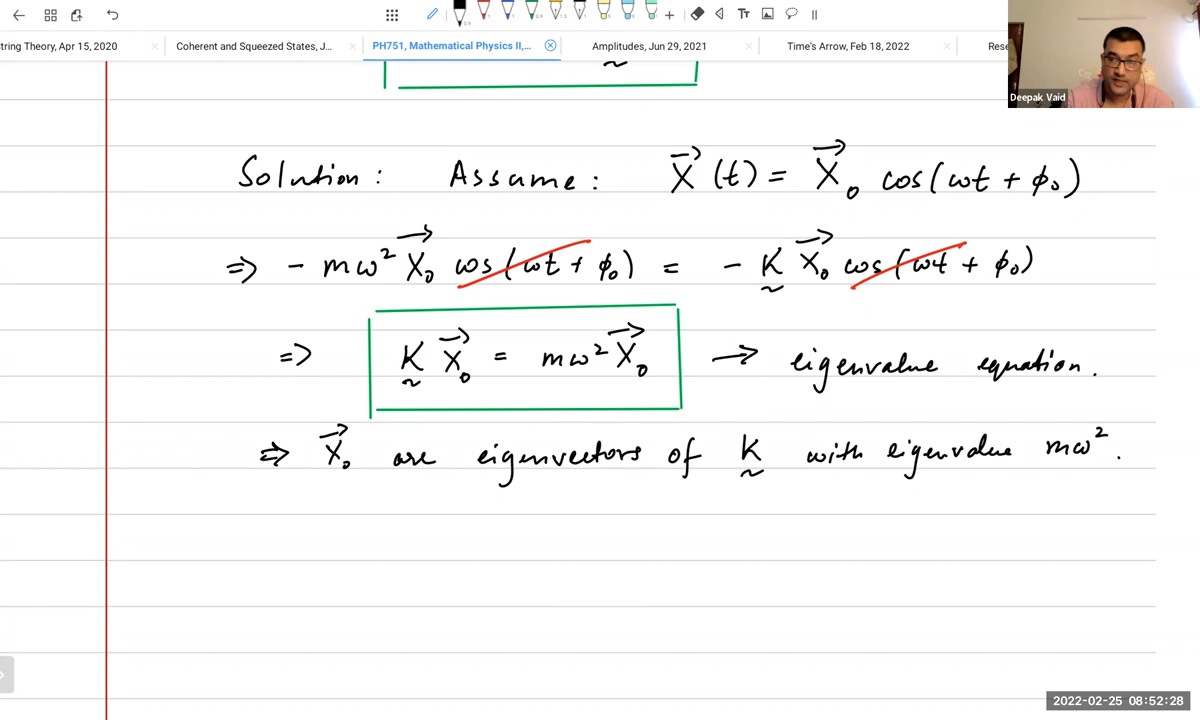 tring Theory, Apr 15, 2020 Coherent and Squeezed States, J... PH751, Mathematical Physics II,... Amplitudes, Jun 29, 2021 Time's Arrow, Feb 18, 2022 Rese
Deepak Vaid
Solution: Assume: X⃗(t) = X⃗₀ cos(ωt + ϕ₀)
⇒ - mω² X⃗₀ cos(ωt + ϕ₀) = - K̰ X⃗₀ cos(ωt + ϕ₀)
⇒ K̰ X⃗₀ = mω² X⃗₀ → eigenvalue equation.
⇒ X⃗₀ are eigenvectors of K̰ with eigenvalue mω².
2022-02-25 08:52:28